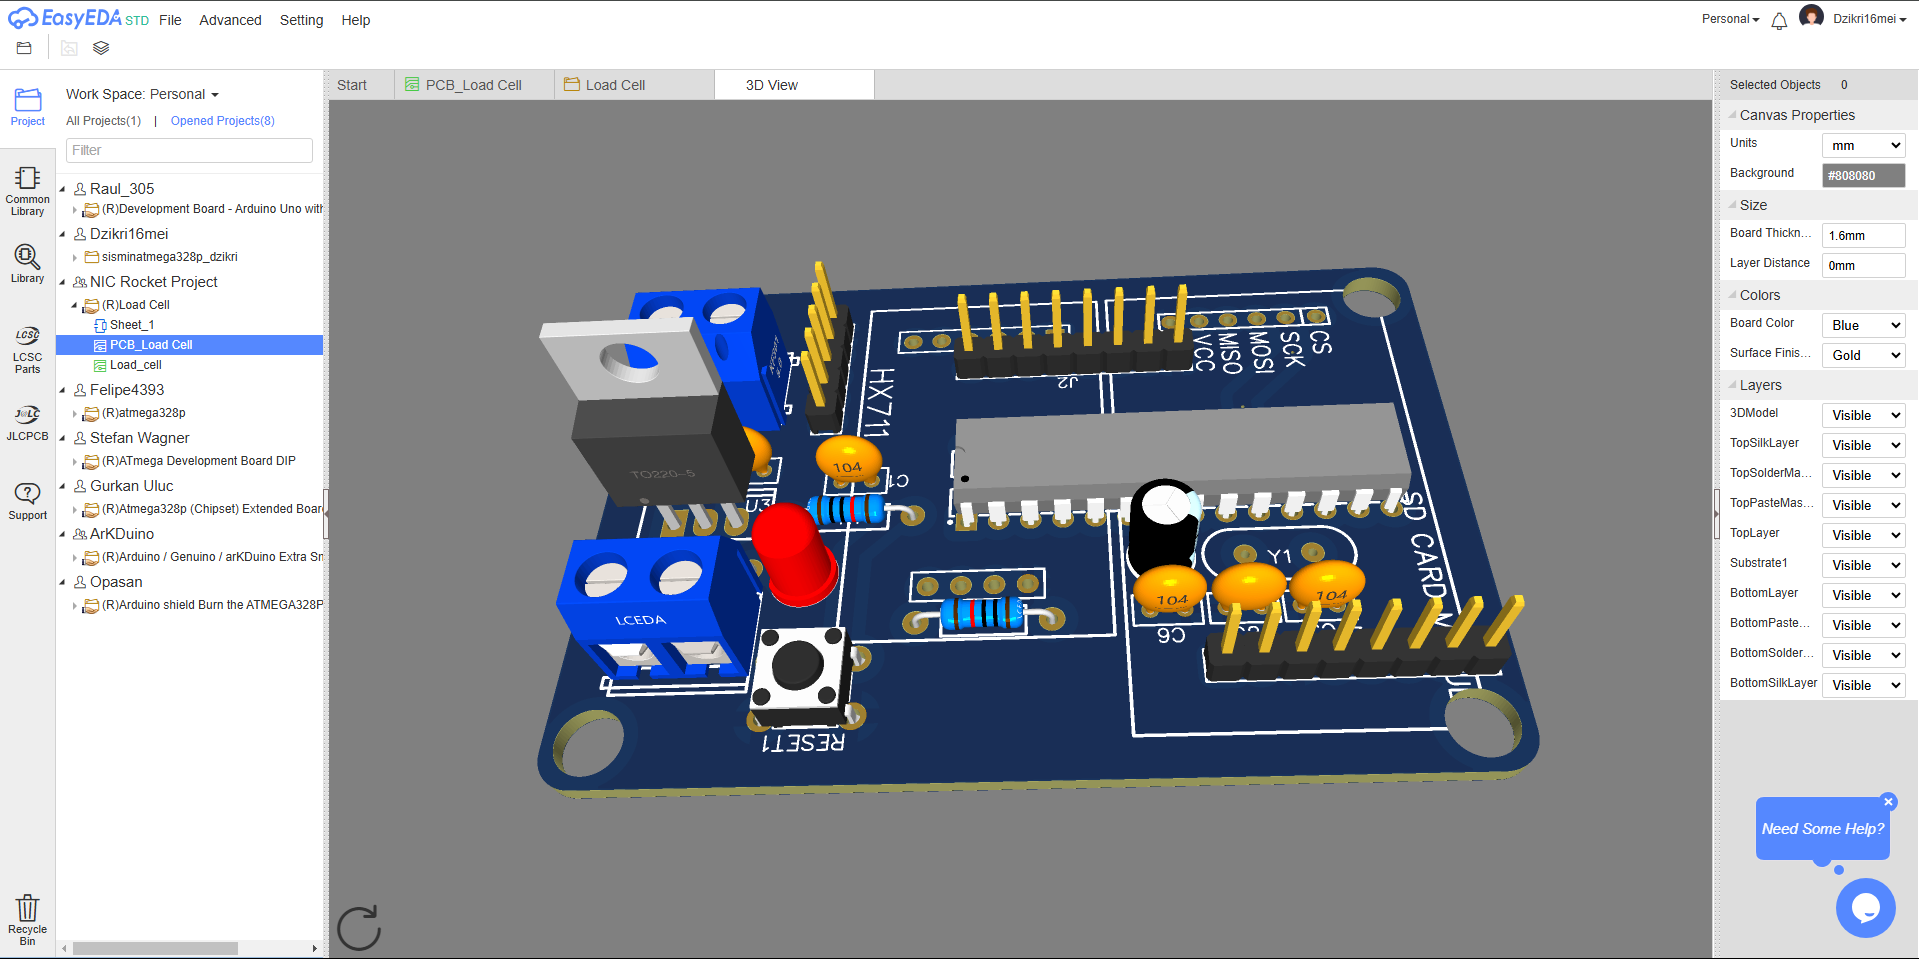 EasyEDA STD File Advanced Setting Help
Personal Dzikri16mei
Project
Common
Library
Library
LCSC
LCSC
Parts
J@LC
JLCPCB
Support
Recycle
Bin
Work Space: Personal
All Projects(1) | Opened Projects(8)
Filter
Raul_305
(R)Development Board - Arduino Uno with
Dzikri16mei
sisminatmega328p_dzikri
NIC Rocket Project
(R)Load Cell
Sheet_1
PCB_Load Cell
Load_cell
Felipe4393
(R)atmega328p
Stefan Wagner
(R)ATmega Development Board DIP
Gurkan Uluc
(R)Atmega328p (Chipset) Extended Boar
ArKDuino
(R)Arduino / Genuino / arKDuino Extra Sm
Opasan
(R)Arduino shield Burn the ATMEGA328P
Start PCB_Load Cell Load Cell 3D View
HX711
J2
VCC
MISO
MOSI
SCK
CS
TO220-5
U3
104
C1
SD CARD
Y1
104
104
C6
LCEDA
RESET1
Selected Objects 0
Canvas Properties
Units mm
Background #808080
Size
Board Thickn... 1.6mm
Layer Distance 0mm
Colors
Board Color Blue
Surface Finis... Gold
Layers
3DModel Visible
TopSilkLayer Visible
TopSolderMa... Visible
TopPasteMas... Visible
TopLayer Visible
Substrate1 Visible
BottomLayer Visible
BottomPaste... Visible
BottomSolder... Visible
BottomSilkLayer Visible
Need Some Help?